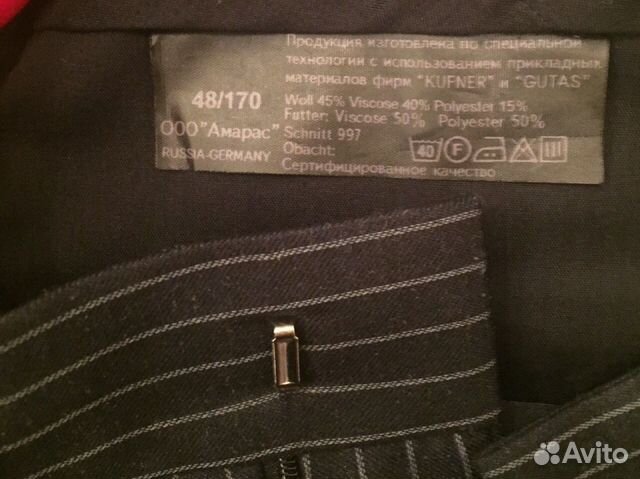 Продукция изготовлена по специальной
технологии с использованием прикладных
материалов фирм "KUFNER" и "GUTAS"
48/170
Woll 45% Viscose 40% Polyester 15%
Futter: Viscose 50% Polyester 50%
ООО "Амарас"
Schnitt 997
RUSSIA-GERMANY
Obacht:
40 F
Сертифицированное качество
Avito